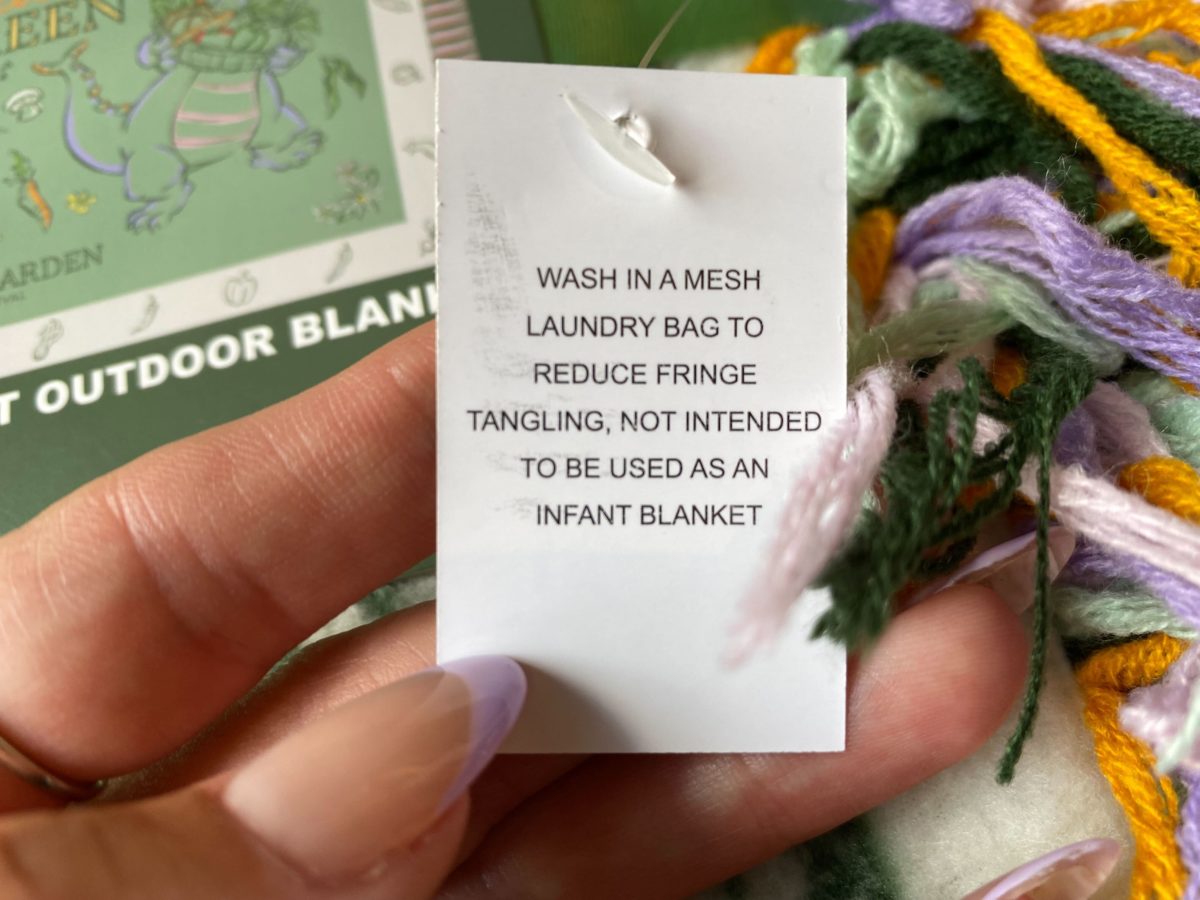 EEN
ARDEN
T OUTDOOR BLAN
WASH IN A MESH
LAUNDRY BAG TO
REDUCE FRINGE
TANGLING, NOT INTENDED
TO BE USED AS AN
INFANT BLANKET